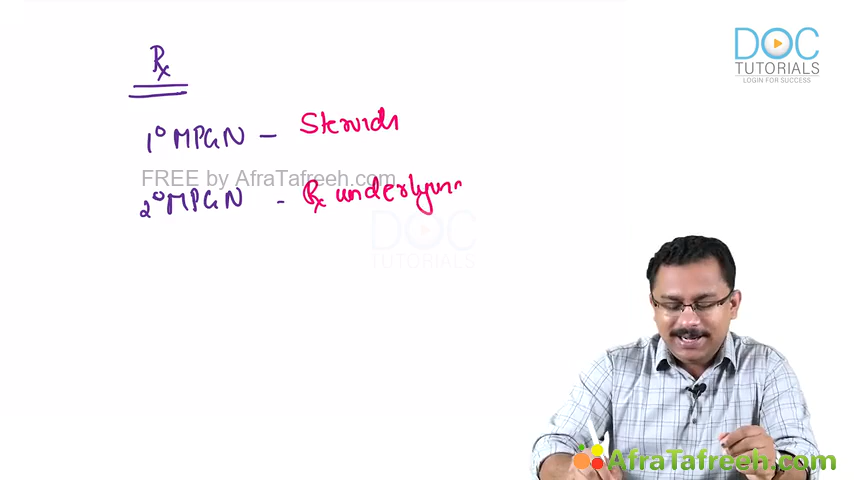 Rx
DOC
TUTORIALS
LOGIN FOR SUCCESS
1° MPGN - Steroids
FREE by AfraTafreeh.com
2° MPGN - Rx underlying
DOC
TUTORIALS
AfraTafreeh.com